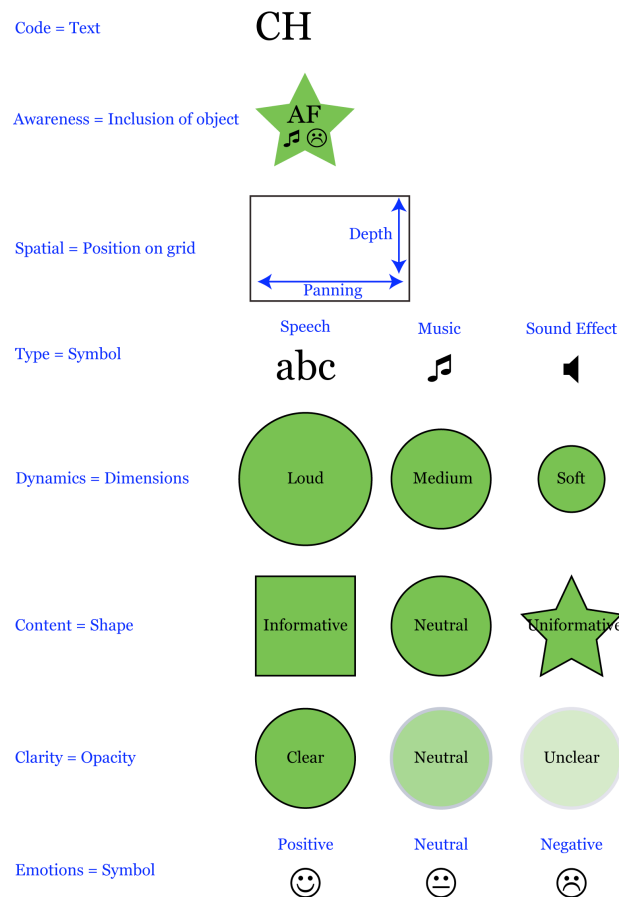 Code = Text
CH
Awareness = Inclusion of object
AF
Spatial = Position on grid
Depth
Panning
Type = Symbol
Speech
Music
Sound Effect
abc
Dynamics = Dimensions
Loud
Medium
Soft
Content = Shape
Informative
Neutral
Uniformative
Clarity = Opacity
Clear
Neutral
Unclear
Emotions = Symbol
Positive
Neutral
Negative